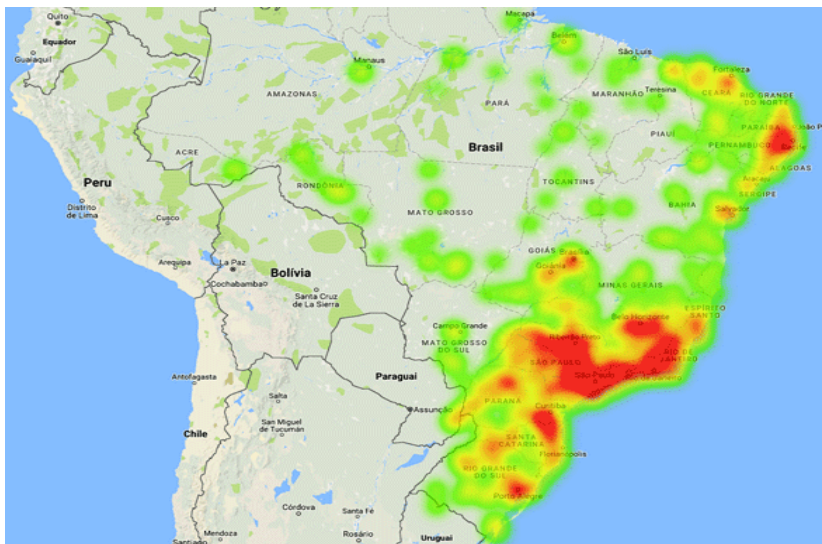 Quito
Macapá
Equador
Guaiaquil
Belém
São Luís
Manaus
Fortaleza
AMAZONAS
MARANHÃO
Teresina
CEARÁ
RIO GRANDE
DO NORTE
PARÁ
PARAÍBA
João P
PIAUÍ
Brasil
PERNAMBUCO
Recife
ACRE
ALAGOAS
Peru
RONDÔNIA
TOCANTINS
Aracaju
SERGIPE
Distrito
de Lima
Cusco
MATO GROSSO
BAHIA
Salvador
Arequipa
La Paz
GOIÁS
Brasília
Bolívia
Goiânia
Cochabamba
Santa Cruz
de La Sierra
MINAS GERAIS
ESPÍRITO
SANTO
Campo Grande
Belo Horizonte
MATO GROSSO
DO SUL
Ribeirão Preto
RIO DE
JANEIRO
SÃO PAULO
São Paulo
Antofagasta
Paraguai
Salta
PARANÁ
Assunção
Curitiba
San Miguel
de Tucumán
Chile
SANTA
CATARINA
Florianópolis
RIO GRANDE
DO SUL
Porto Alegre
Córdova
Santa Fé
Mendoza
Rosário
Uruguai
Santiago